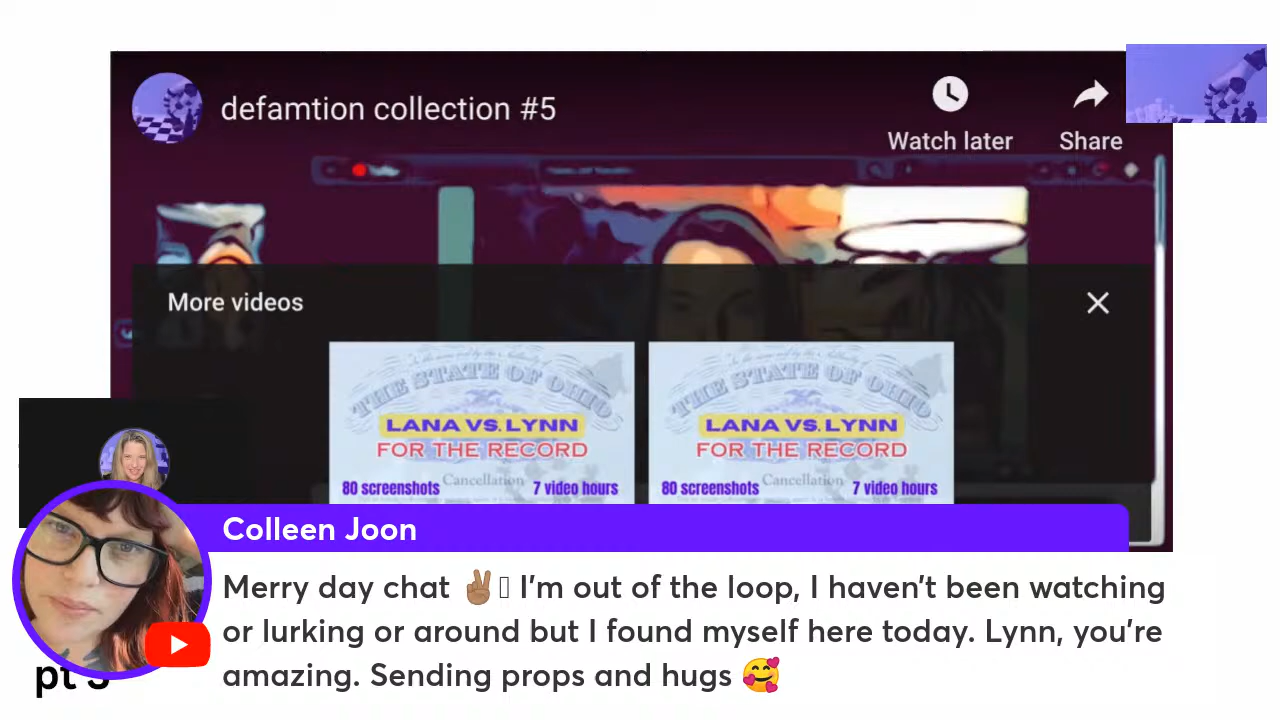 defamtion collection #5
Watch later
Share
More videos
THE STATE OF OHIO
LANA VS. LYNN
FOR THE RECORD
Cancellation
80 screenshots
7 video hours
THE STATE OF OHIO
LANA VS. LYNN
FOR THE RECORD
Cancellation
80 screenshots
7 video hours
Colleen Joon
Merry day chat ✌🏽 I'm out of the loop, I haven't been watching
or lurking or around but I found myself here today. Lynn, you're
amazing. Sending props and hugs 🥰
pt